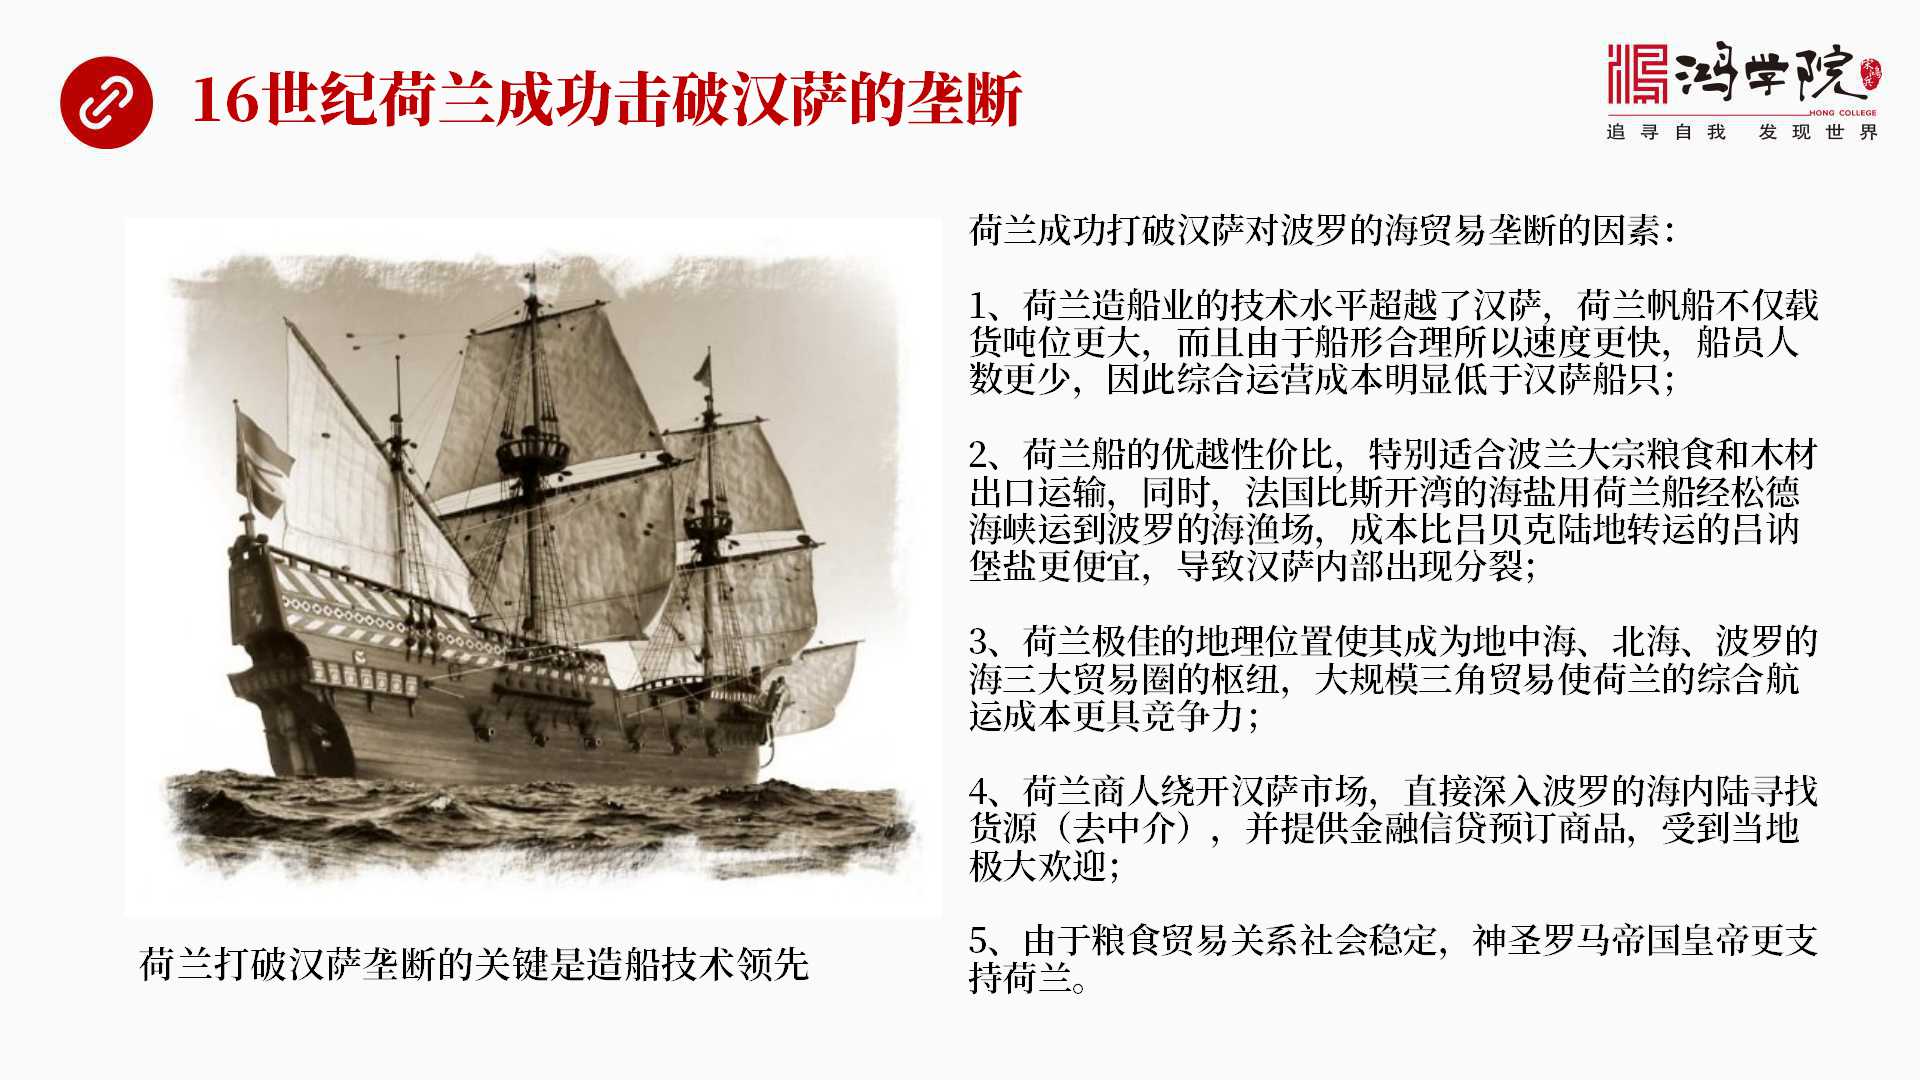 16世纪荷兰成功击破汉萨的垄断
鸿学院
宋鸿兵
HONG COLLEGE
追寻自我 发现世界
荷兰成功打破汉萨对波罗的海贸易垄断的因素：
1、荷兰造船业的技术水平超越了汉萨，荷兰帆船不仅载
货吨位更大，而且由于船形合理所以速度更快，船员人
数更少，因此综合运营成本明显低于汉萨船只；
2、荷兰船的优越性价比，特别适合波兰大宗粮食和木材
出口运输，同时，法国比斯开湾的海盐用荷兰船经松德
海峡运到波罗的海渔场，成本比吕贝克陆地转运的吕讷
堡盐更便宜，导致汉萨内部出现分裂；
3、荷兰极佳的地理位置使其成为地中海、北海、波罗的
海三大贸易圈的枢纽，大规模三角贸易使荷兰的综合航
运成本更具竞争力；
4、荷兰商人绕开汉萨市场，直接深入波罗的海内陆寻找
货源（去中介），并提供金融信贷预订商品，受到当地
极大欢迎；
5、由于粮食贸易关系社会稳定，神圣罗马帝国皇帝更支
持荷兰。
荷兰打破汉萨垄断的关键是造船技术领先